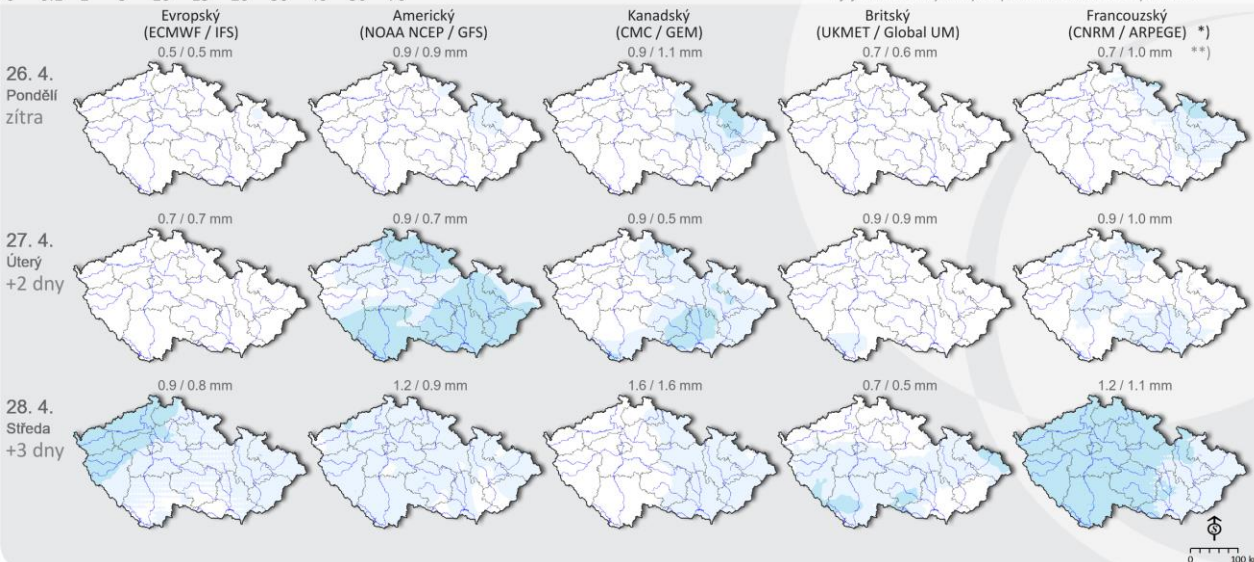 Evropský Americký Kanadský Britský Francouzský
(ECMWF / IFS) (NOAA NCEP / GFS) (CMC / GEM) (UKMET / Global UM) (CNRM / ARPEGE) *)
0.5 / 0.5 mm 0.9 / 0.9 mm 0.9 / 1.1 mm 0.7 / 0.6 mm 0.7 / 1.0 mm **)
26. 4.
Pondělí
zítra
0.7 / 0.7 mm 0.9 / 0.7 mm 0.9 / 0.5 mm 0.9 / 0.9 mm 0.9 / 1.0 mm
27. 4.
Úterý
+2 dny
0.9 / 0.8 mm 1.2 / 0.9 mm 1.6 / 1.6 mm 0.7 / 0.5 mm 1.2 / 1.1 mm
28. 4.
Středa
+3 dny
0 100